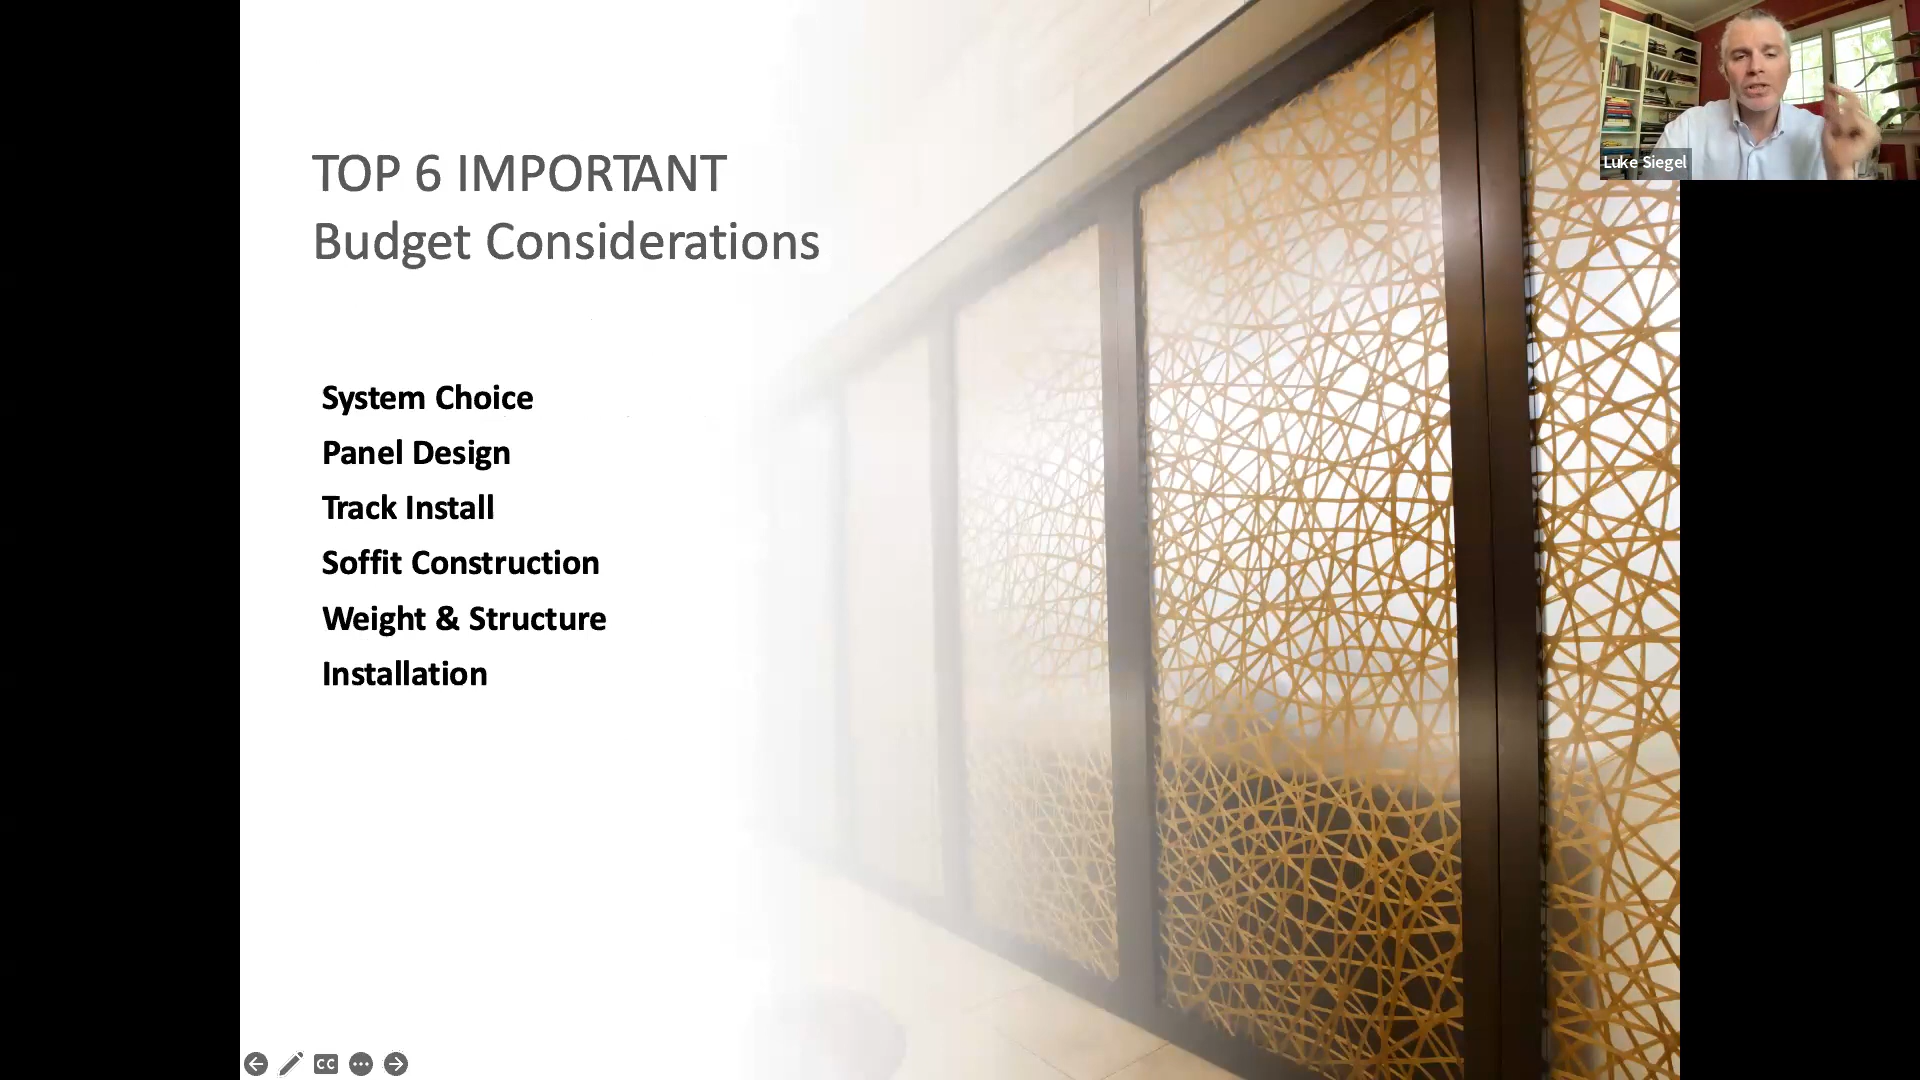 TOP 6 IMPORTANT
Budget Considerations
System Choice
Panel Design
Track Install
Soffit Construction
Weight & Structure
Installation
Luke Siegel
CC